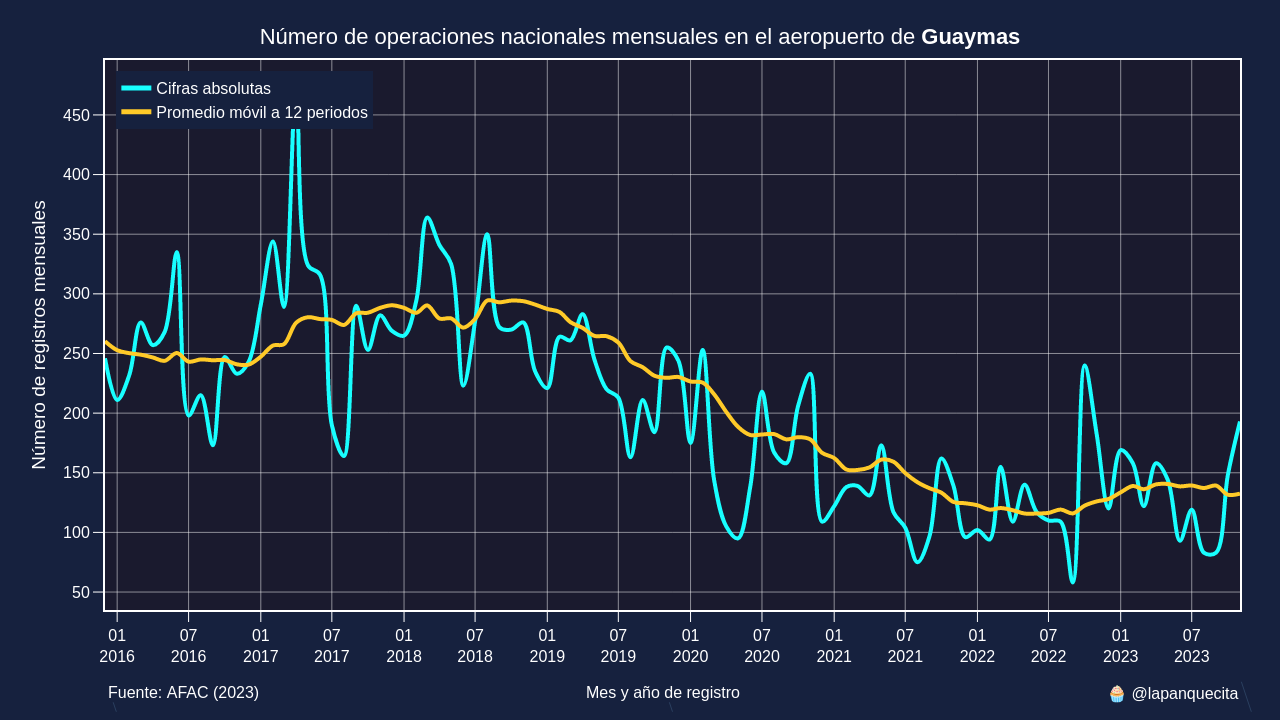 Número de operaciones nacionales mensuales en el aeropuerto de Guaymas
Cifras absolutas
Promedio móvil a 12 periodos
Número de registros mensuales
450
400
350
300
250
200
150
100
50
01 07 01 07 01 07 01 07 01 07 01 07 01 07 01 07
2016 2016 2017 2017 2018 2018 2019 2019 2020 2020 2021 2021 2022 2022 2023 2023
Fuente: AFAC (2023) Mes y año de registro 🧁 @lapanquecita